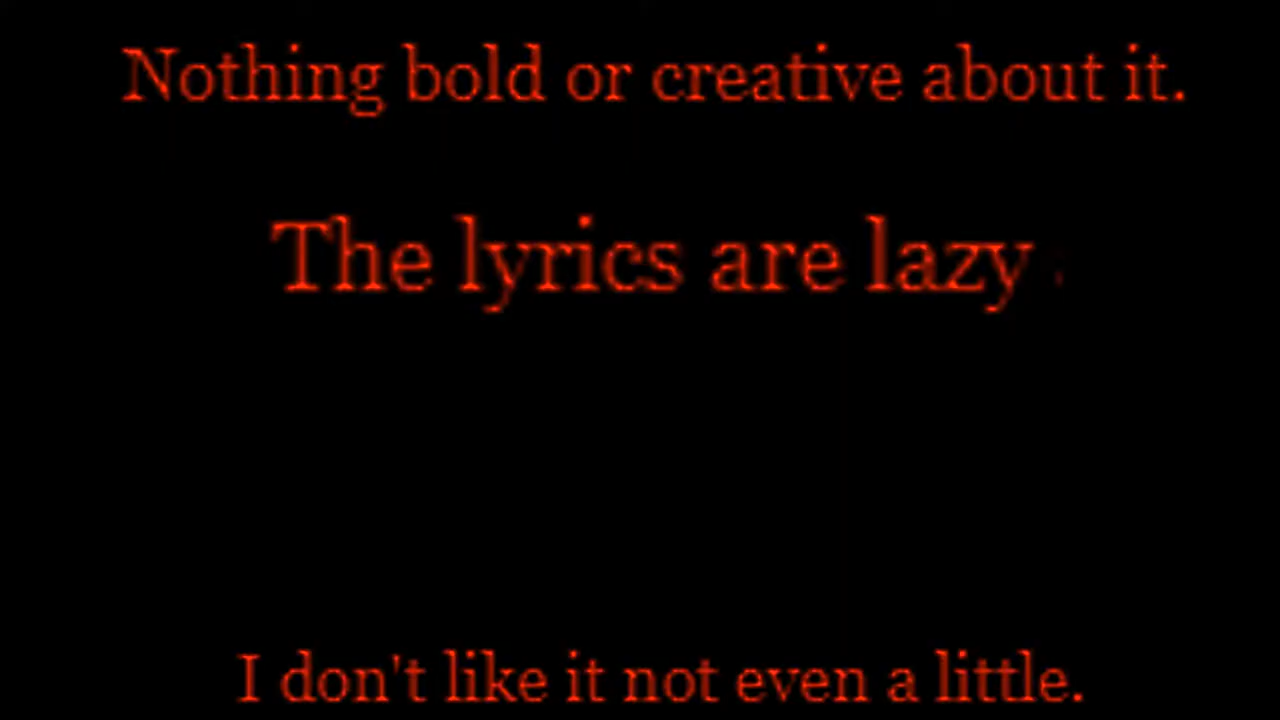 Nothing bold or creative about it.
The lyrics are lazy
I don't like it not even a little.